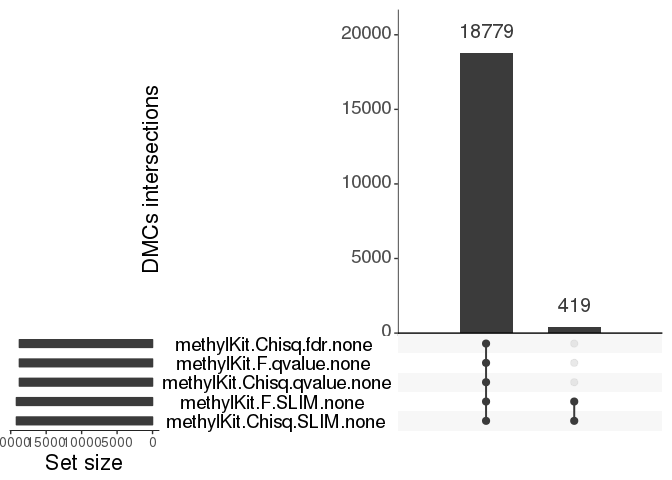 20000
18779
15000
10000
5000
419
0
DMCs intersections
methylKit.Chisq.fdr.none
methylKit.F.qvalue.none
methylKit.Chisq.qvalue.none
methylKit.F.SLIM.none
methylKit.Chisq.SLIM.none
0000 15000 10000 5000 0
Set size